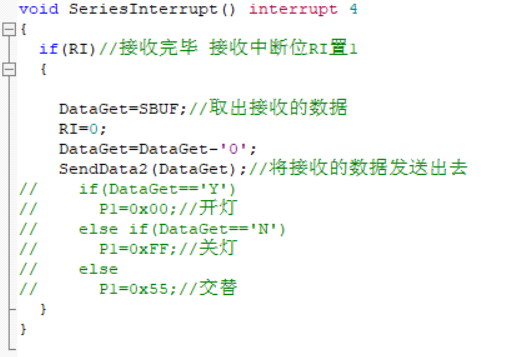 void SeriesInterrupt() interrupt 4
{
if(RI)//接收完毕 接收中断位RI置1
{
DataGet=SBUF;//取出接收的数据
RI=0;
DataGet=DataGet-'0';
SendData2(DataGet);//将接收的数据发送出去
// if(DataGet=='Y')
// P1=0x00;//开灯
// else if(DataGet=='N')
// P1=0xFF;//关灯
// else
// P1=0x55;//交替
}
}